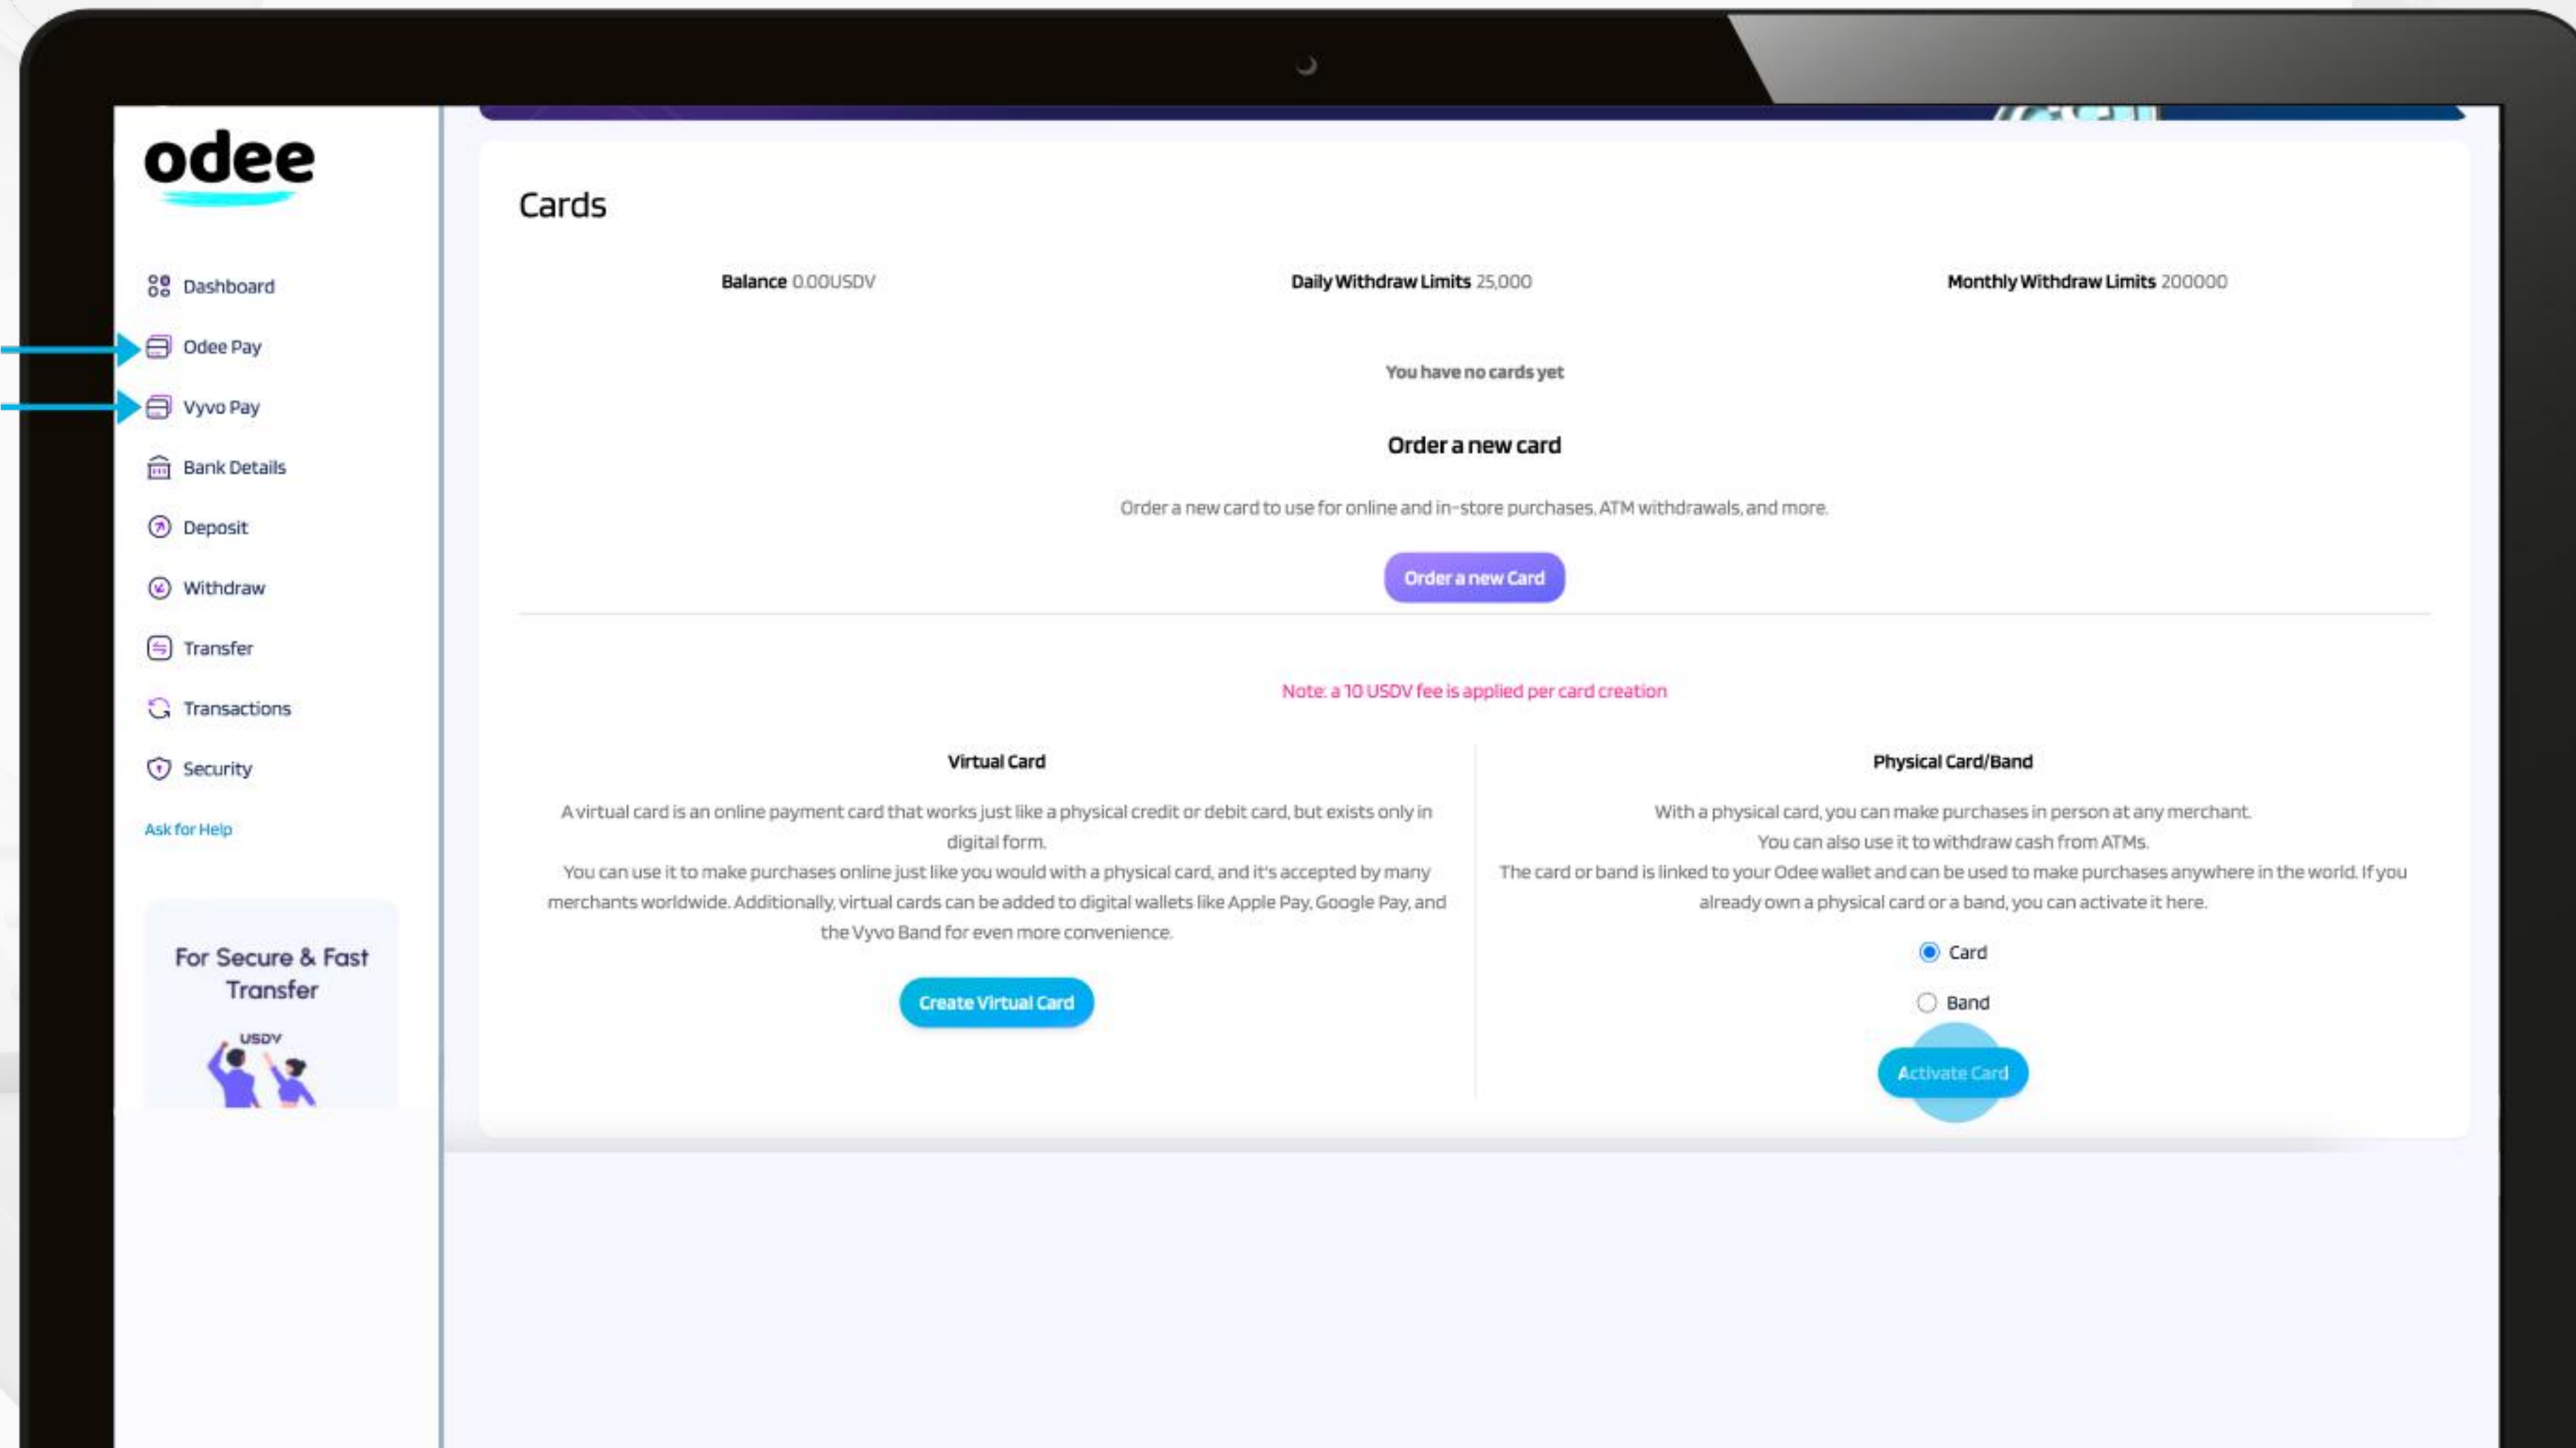 odee
Dashboard
Odee Pay
Vyvo Pay
Bank Details
Deposit
Withdraw
Transfer
Transactions
Security
Ask for Help
For Secure & Fast
Transfer
USDV
Cards
Balance 0.00USDV
Daily Withdraw Limits 25,000
Monthly Withdraw Limits 200000
You have no cards yet
Order a new card
Order a new card to use for online and in-store purchases, ATM withdrawals, and more.
Order a new Card
Note: a 10 USDV fee is applied per card creation
Virtual Card
A virtual card is an online payment card that works just like a physical credit or debit card, but exists only in
digital form.
You can use it to make purchases online just like you would with a physical card, and it's accepted by many
merchants worldwide. Additionally, virtual cards can be added to digital wallets like Apple Pay, Google Pay, and
the Vyvo Band for even more convenience.
Create Virtual Card
Physical Card/Band
With a physical card, you can make purchases in person at any merchant.
You can also use it to withdraw cash from ATMs.
The card or band is linked to your Odee wallet and can be used to make purchases anywhere in the world. If you
already own a physical card or a band, you can activate it here.
Card
Band
Activate Card